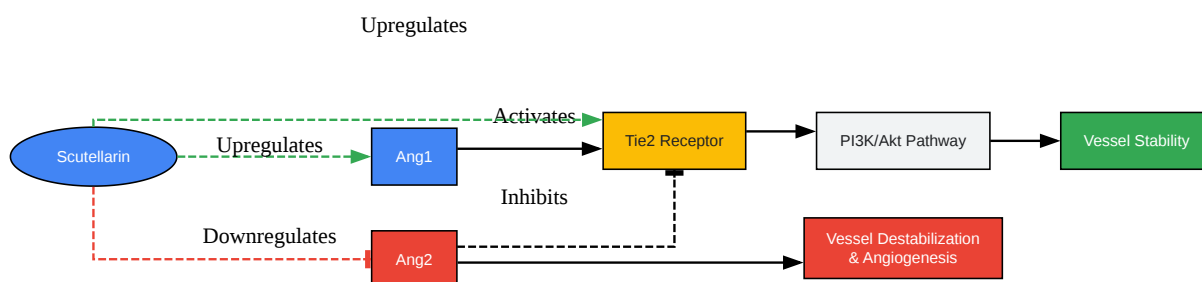 Upregulates
Activates
Scutellarin
Upregulates
Ang1
Tie2 Receptor
PI3K/Akt Pathway
Vessel Stability
Inhibits
Downregulates
Ang2
Vessel Destabilization
& Angiogenesis